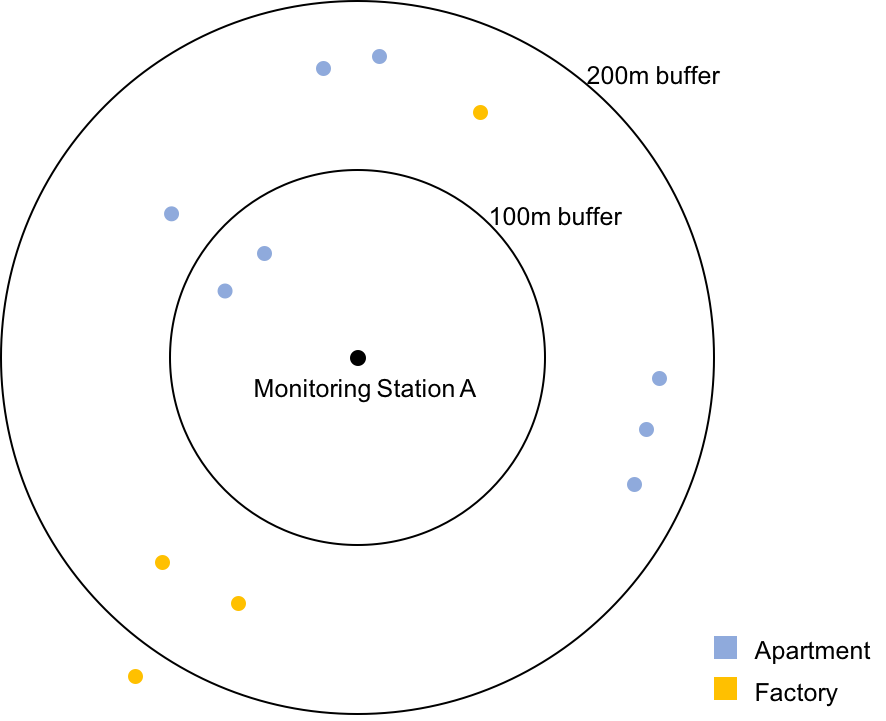 200m buffer
100m buffer
Monitoring Station A
Apartment
Factory